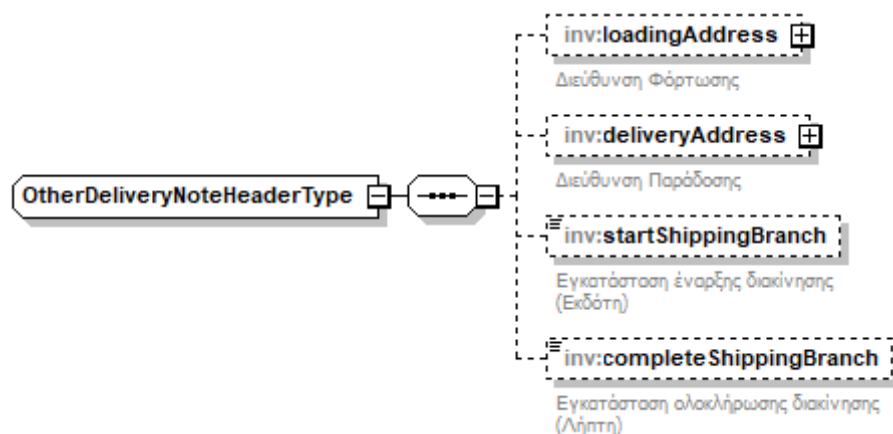 inv:loadingAddress
Διεύθυνση Φόρτωσης
inv:deliveryAddress
Διεύθυνση Παράδοσης
OtherDeliveryNoteHeaderType
inv:startShippingBranch
Εγκατάσταση έναρξης διακίνησης
(Εκδότη)
inv:completeShippingBranch
Εγκατάσταση ολοκλήρωσης διακίνησης
(Λήπτη)